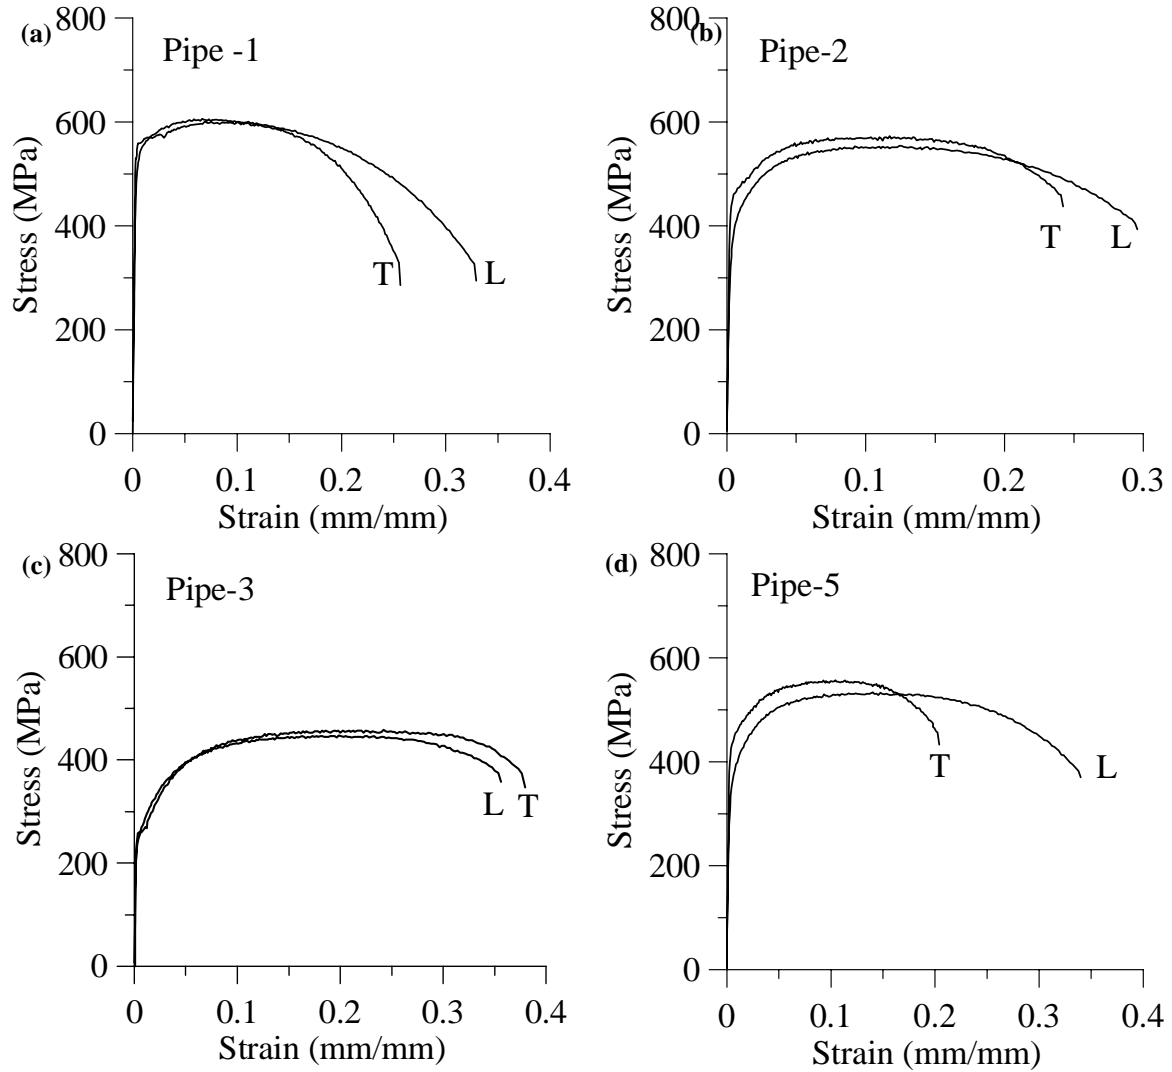 (a)
Pipe -1
800
600
400
200
0
Stress (MPa)
T
L
0 0.1 0.2 0.3 0.4
Strain (mm/mm)
(b)
Pipe-2
800
600
400
200
0
Stress (MPa)
T
L
0 0.1 0.2 0.3
Strain (mm/mm)
(c)
Pipe-3
800
600
400
200
0
Stress (MPa)
L T
0 0.1 0.2 0.3 0.4
Strain (mm/mm)
(d)
Pipe-5
800
600
400
200
0
Stress (MPa)
T
L
0 0.1 0.2 0.3 0.4
Strain (mm/mm)